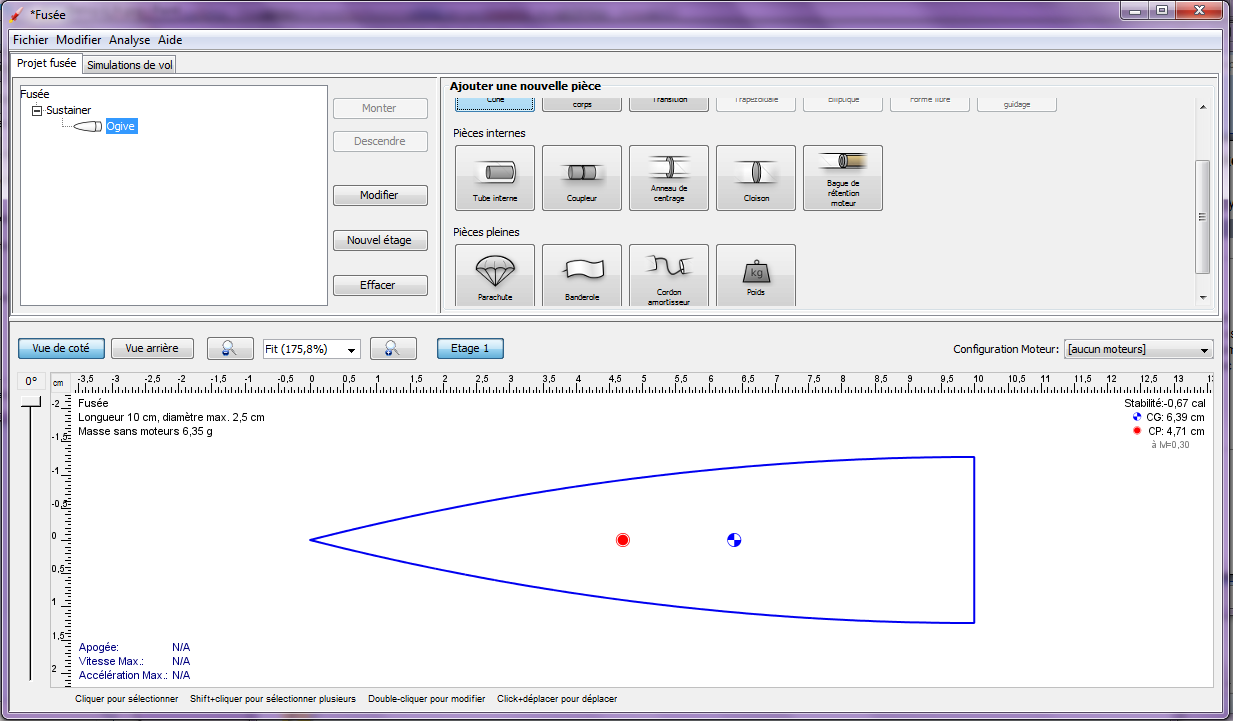 *Fusée
Fichier Modifier Analyse Aide
Projet fusée Simulations de vol
Fusée
Sustainer
Ogive
Monter
Descendre
Modifier
Nouvel étage
Effacer
Ajouter une nouvelle pièce
Cône corps Transition Trapézoïdale Elliptique Forme libre guidage
Pièces internes
Tube interne Coupleur Anneau de centrage Cloison Bague de rétention moteur
Pièces pleines
kg
Parachute Banderole Cordon amortisseur Poids
Vue de coté Vue arrière Fit (175,8%) Etage 1 Configuration Moteur: [aucun moteurs]
0° cm -3,5 -3 -2,5 -2 -1,5 -1 -0,5 0 0,5 1 1,5 2 2,5 3 3,5 4 4,5 5 5,5 6 6,5 7 7,5 8 8,5 9 9,5 10 10,5 11 11,5 12 12,5 13
-2
-1,5
-1
-0,5
0
0,5
1
1,5
2
Fusée
Longueur 10 cm, diamètre max. 2,5 cm
Masse sans moteurs 6,35 g
Stabilité:-0,67 cal
CG: 6,39 cm
CP: 4,71 cm
à M=0,30
Apogée: N/A
Vitesse Max.: N/A
Accélération Max.: N/A
Cliquer pour sélectionner Shift+cliquer pour sélectionner plusieurs Double-cliquer pour modifier Click+déplacer pour déplacer